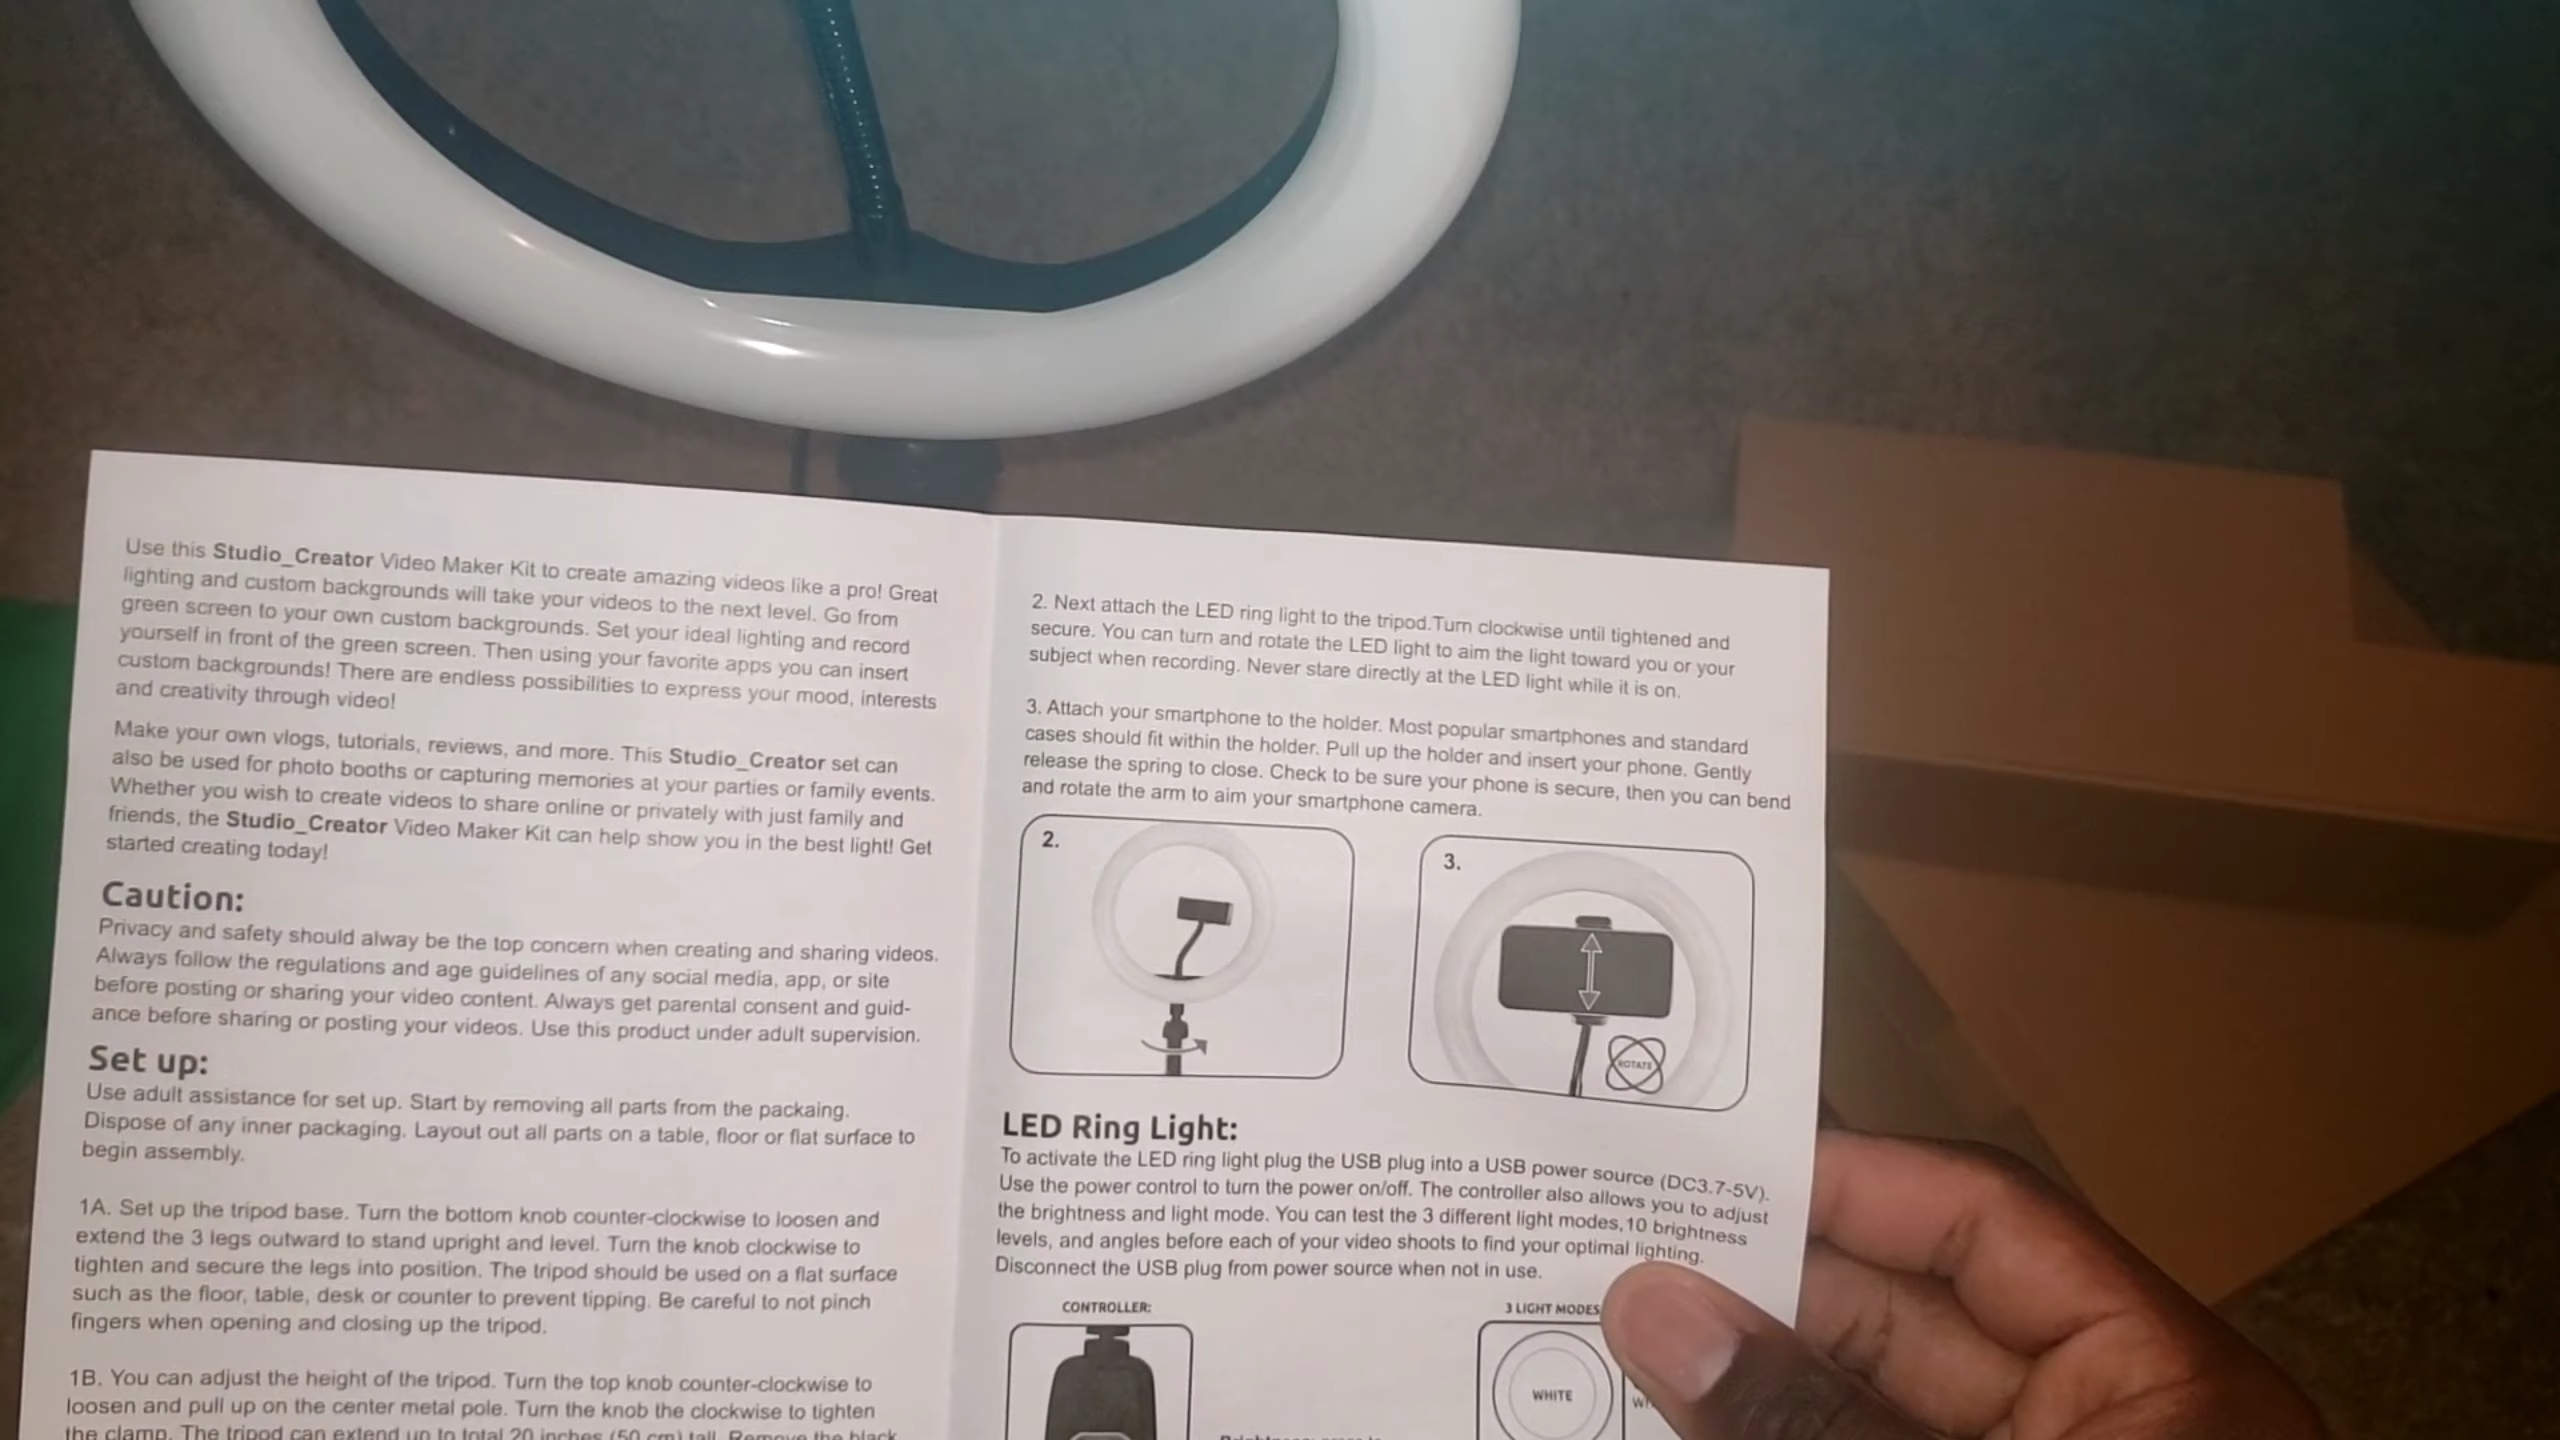 Use this Studio_Creator Video Maker Kit to create amazing videos like a pro! Great
lighting and custom backgrounds will take your videos to the next level. Go from
green screen to your own custom backgrounds. Set your ideal lighting and record
yourself in front of the green screen. Then using your favorite apps you can insert
custom backgrounds! There are endless possibilities to express your mood, interests
and creativity through video!
Make your own vlogs, tutorials, reviews, and more. This Studio_Creator set can
also be used for photo booths or capturing memories at your parties or family events.
Whether you wish to create videos to share online or privately with just family and
friends, the Studio_Creator Video Maker Kit can help show you in the best light! Get
started creating today!
Caution:
Privacy and safety should alway be the top concern when creating and sharing videos.
Always follow the regulations and age guidelines of any social media, app, or site
before posting or sharing your video content. Always get parental consent and guid-
ance before sharing or posting your videos. Use this product under adult supervision.
Set up:
Use adult assistance for set up. Start by removing all parts from the packaing.
Dispose of any inner packaging. Layout out all parts on a table, floor or flat surface to
begin assembly.
1A. Set up the tripod base. Turn the bottom knob counter-clockwise to loosen and
extend the 3 legs outward to stand upright and level. Turn the knob clockwise to
tighten and secure the legs into position. The tripod should be used on a flat surface
such as the floor, table, desk or counter to prevent tipping. Be careful to not pinch
fingers when opening and closing up the tripod.
1B. You can adjust the height of the tripod. Turn the top knob counter-clockwise to
loosen and pull up on the center metal pole. Turn the knob the clockwise to tighten
the clamp. The tripod can extend up to total 20 inches (50 cm) tall. Remove the black
2. Next attach the LED ring light to the tripod.Turn clockwise until tightened and
secure. You can turn and rotate the LED light to aim the light toward you or your
subject when recording. Never stare directly at the LED light while it is on.
3. Attach your smartphone to the holder. Most popular smartphones and standard
cases should fit within the holder. Pull up the holder and insert your phone. Gently
release the spring to close. Check to be sure your phone is secure, then you can bend
and rotate the arm to aim your smartphone camera.
2.
3.
ROTATE
LED Ring Light:
To activate the LED ring light plug the USB plug into a USB power source (DC3.7-5V).
Use the power control to turn the power on/off. The controller also allows you to adjust
the brightness and light mode. You can test the 3 different light modes, 10 brightness
levels, and angles before each of your video shoots to find your optimal lighting.
Disconnect the USB plug from power source when not in use.
CONTROLLER:
3 LIGHT MODES
WHITE